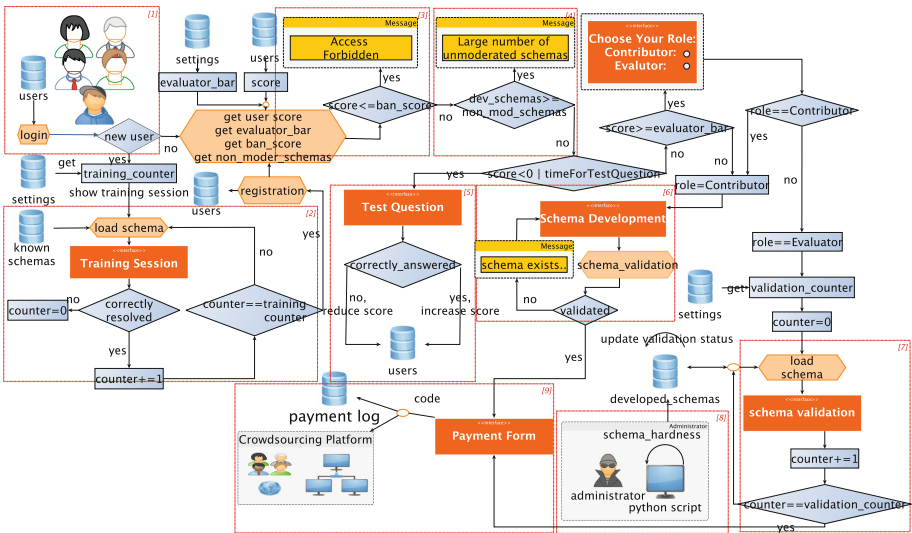 [1]
users
login
new user
yes
no
settings
evaluator_bar
users
score
get user score
get evaluator_bar
get ban_score
get non_moder_schemas
[3]
Message
Access
Forbidden
yes
score<=ban_score
no
[4]
Message
Large number of
unmoderated schemas
yes
dev_schemas>=
non_mod_schemas
no
<<interface>>
Choose Your Role:
Contributor:
Evalutor:
yes
score>=evaluator_bar
no
no
role==Contributor
yes
no
role=Contributor
score<0 | timeForTestQuestion
yes
get
settings
training_counter
show training session
users
registration
yes
[2]
known
schemas
load schema
<<interface>>
Training Session
no
counter=0
correctly
resolved
yes
counter+=1
no
counter==training
counter
[5]
<<interface>>
Test Question
correctly_answered
no,
reduce score
yes,
increase score
users
[6]
<<interface>>
Schema Development
Message
schema exists..
schema_validation
no
validated
yes
role==Evaluator
get
validation_counter
settings
counter=0
update validation status
developed_schemas
[7]
load
schema
<<interface>>
schema validation
counter+=1
counter==validation_counter
yes
[8]
Administrator
schema_hardness
administrator
python script
[9]
code
payment log
Crowdsourcing Platform
<<interface>>
Payment Form